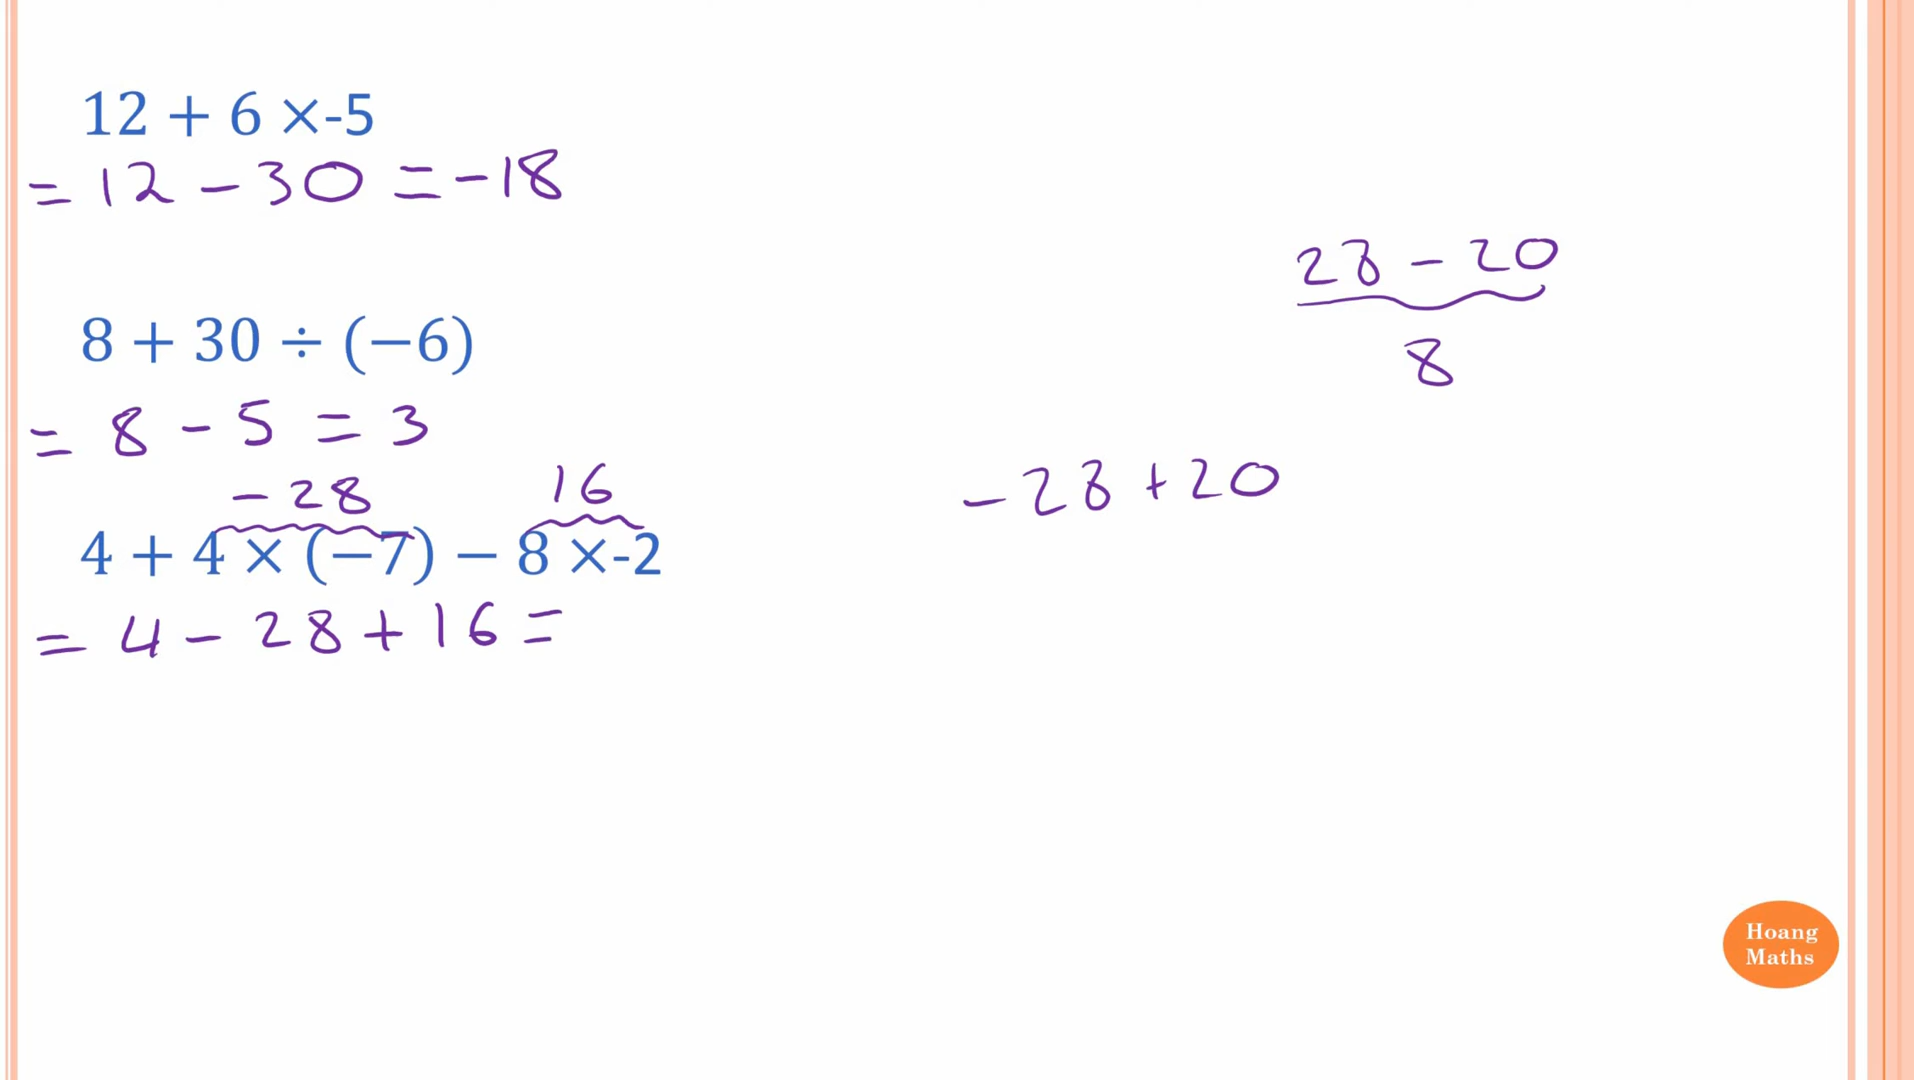 12 + 6 ×-5
= 12 - 30 = -18
8 + 30 ÷ (−6)
= 8 - 5 = 3
-28 16
4 + 4 × (−7) − 8 ×-2
= 4 - 28 + 16 =
28 - 20
8
-28 + 20
Hoang
Maths